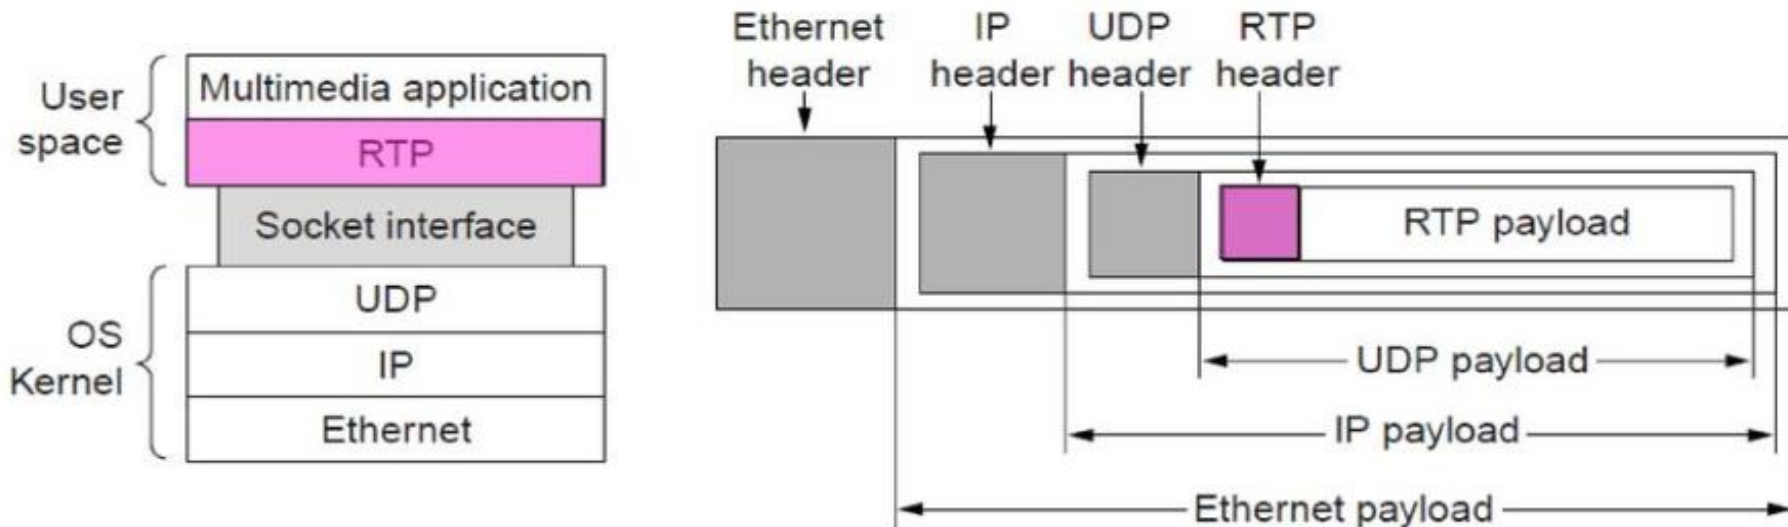 User
space
Multimedia application
RTP
Socket interface
OS
Kernel
UDP
IP
Ethernet
Ethernet
header
IP
header
UDP
header
RTP
header
RTP payload
UDP payload
IP payload
Ethernet payload